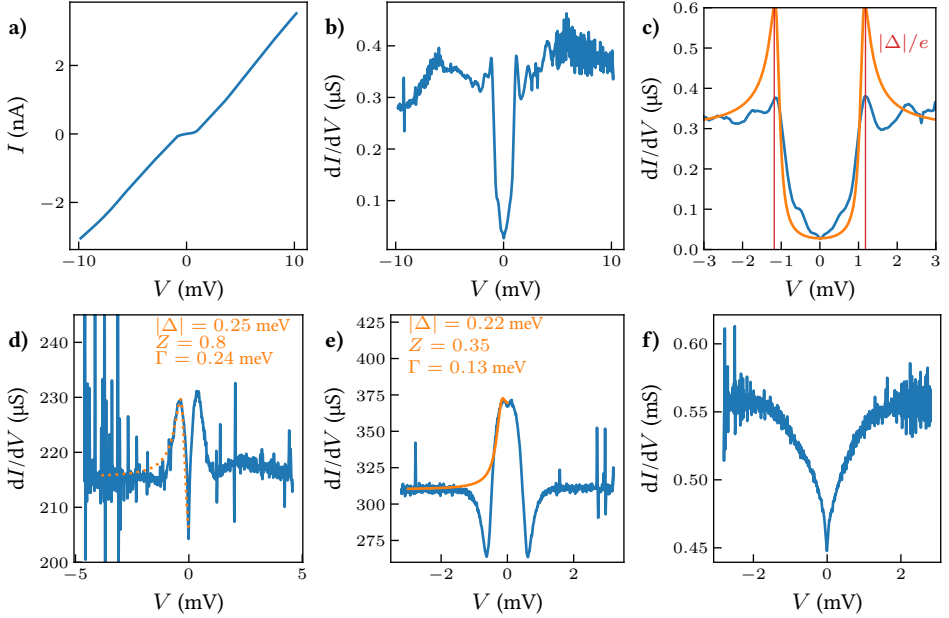 a)
2
0
−2
I (nA)
−10
0
10
V (mV)
b)
0.4
0.3
0.2
0.1
dI/dV (µS)
−10
0
10
V (mV)
c)
|Δ|/e
0.6
0.5
0.4
0.3
0.2
0.1
0.0
dI/dV (µS)
−3
−2
−1
0
1
2
3
V (mV)
d)
|Δ| = 0.25 meV
Z = 0.8
Γ = 0.24 meV
240
230
220
210
200
dI/dV (µS)
−5
0
5
V (mV)
e)
|Δ| = 0.22 meV
Z = 0.35
Γ = 0.13 meV
425
400
375
350
325
300
275
dI/dV (µS)
−2
0
2
V (mV)
f)
0.60
0.55
0.50
0.45
dI/dV (mS)
−2
0
2
V (mV)